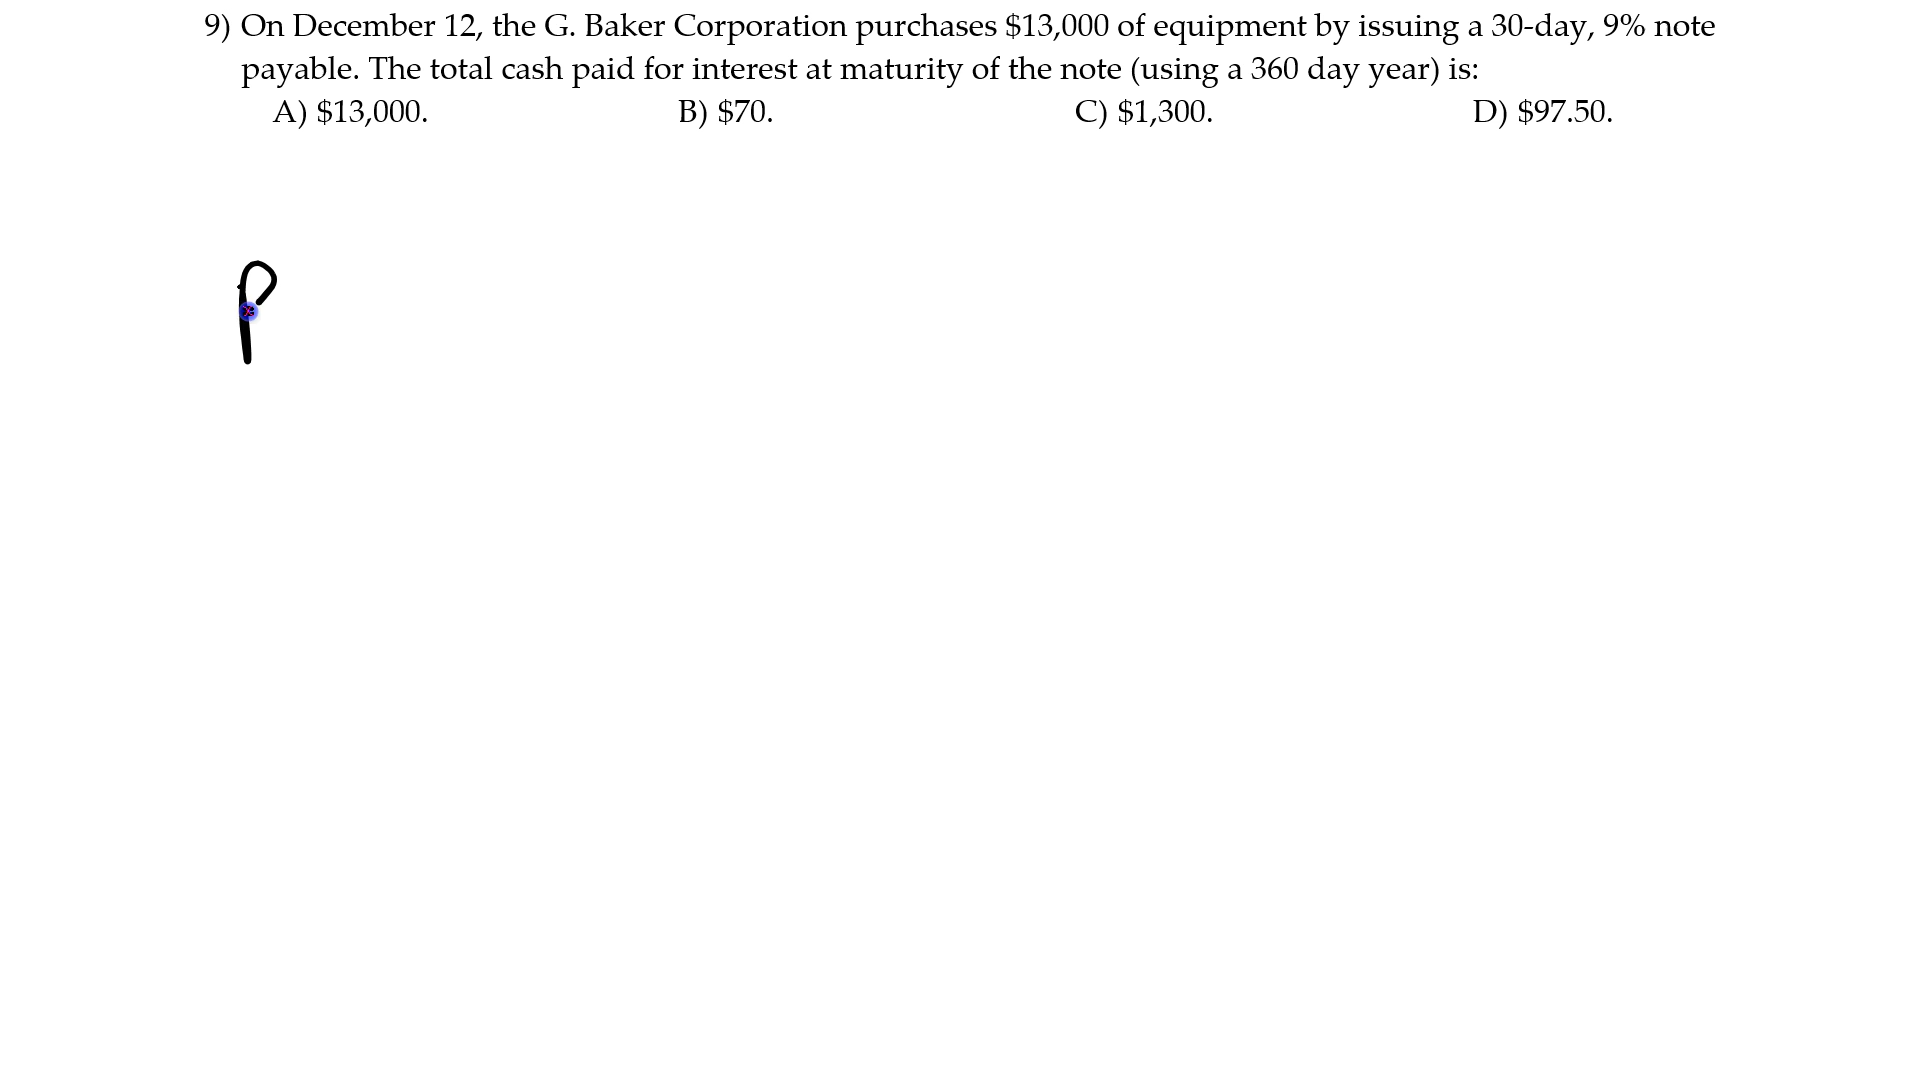 9) On December 12, the G. Baker Corporation purchases $13,000 of equipment by issuing a 30-day, 9% note
payable. The total cash paid for interest at maturity of the note (using a 360 day year) is:
A) $13,000. B) $70. C) $1,300. D) $97.50.
P